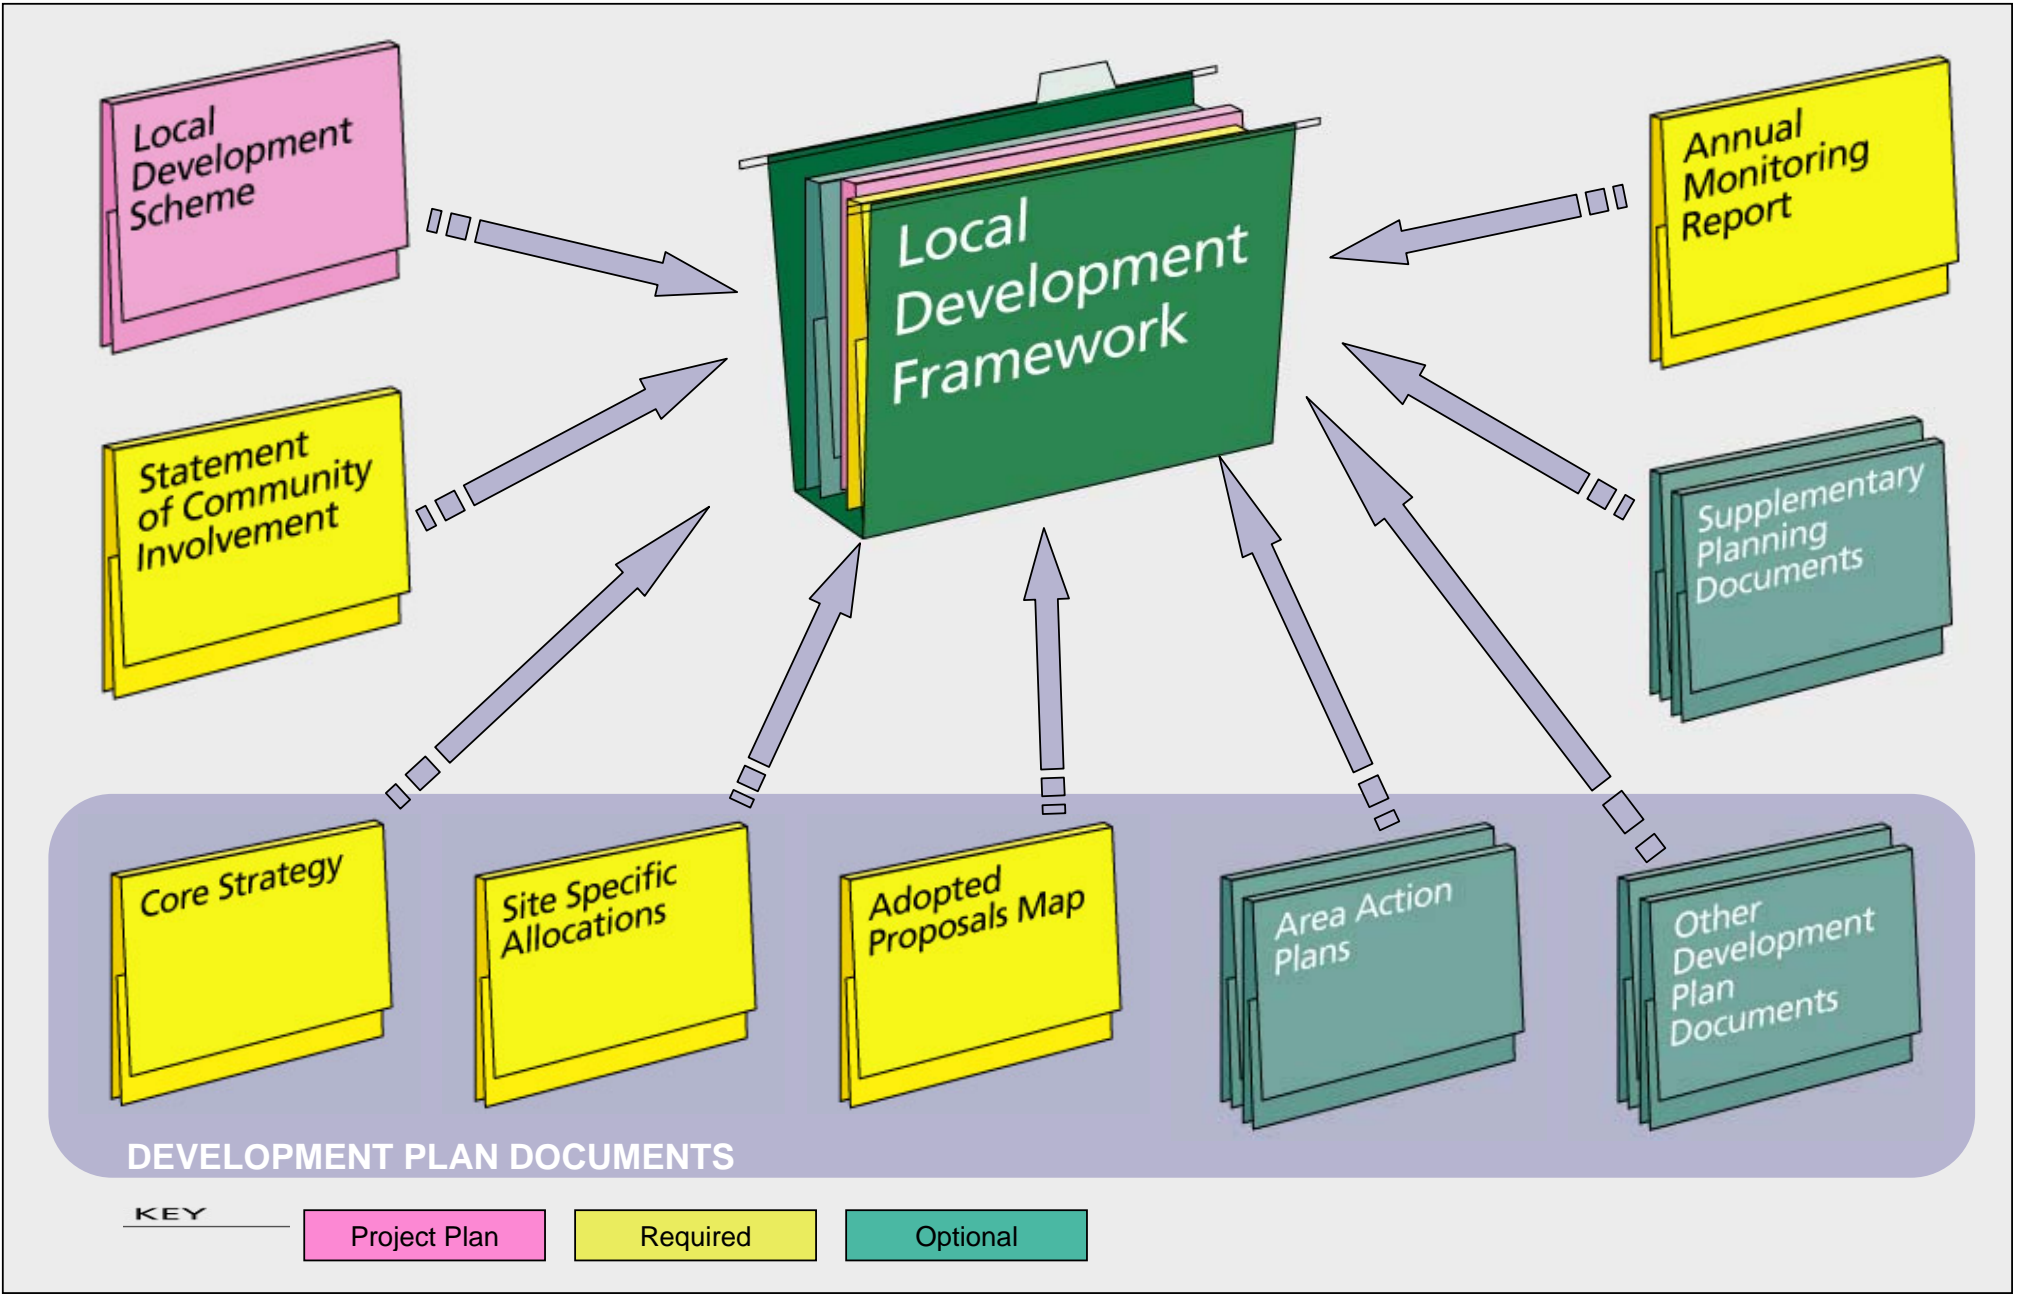 Local
Development
Scheme
Local
Development
Framework
Annual
Monitoring
Report
Statement
of Community
Involvement
Supplementary
Planning
Documents
Core Strategy
Site Specific
Allocations
Adopted
Proposals Map
Area Action
Plans
Other
Development
Plan
Documents
DEVELOPMENT PLAN DOCUMENTS
KEY
Project Plan
Required
Optional